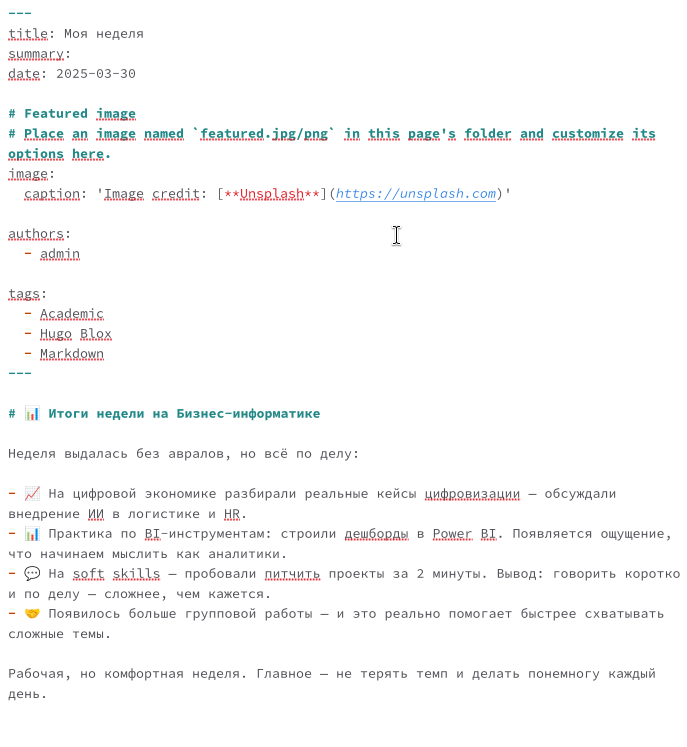 ---
title: Моя неделя
summary:
date: 2025-03-30
# Featured image
# Place an image named `featured.jpg/png` in this page's folder and customize its
options here.
image:
  caption: 'Image credit: [**Unsplash**](https://unsplash.com)'
authors:
  - admin
tags:
  - Academic
  - Hugo Blox
  - Markdown
---
# 📊 Итоги недели на Бизнес-информатике
Неделя выдалась без авралов, но всё по делу:
- 📈 На цифровой экономике разбирали реальные кейсы цифровизации — обсуждали
внедрение ИИ в логистике и HR.
- 📊 Практика по BI-инструментам: строили дешборды в Power BI. Появляется ощущение,
что начинаем мыслить как аналитики.
- 💬 На soft skills — пробовали питчить проекты за 2 минуты. Вывод: говорить коротко
и по делу — сложнее, чем кажется.
- 🤝 Появилось больше групповой работы — и это реально помогает быстрее схватывать
сложные темы.
Рабочая, но комфортная неделя. Главное — не терять темп и делать понемногу каждый
день.